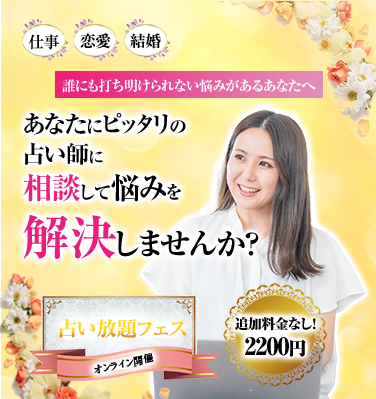 仕事 恋愛 結婚
誰にも打ち明けられない悩みがあるあなたへ
あなたにピッタリの
占い師に
相談して悩みを
解決しませんか?
占い放題フェス
オンライン開催
追加料金なし!
2200円